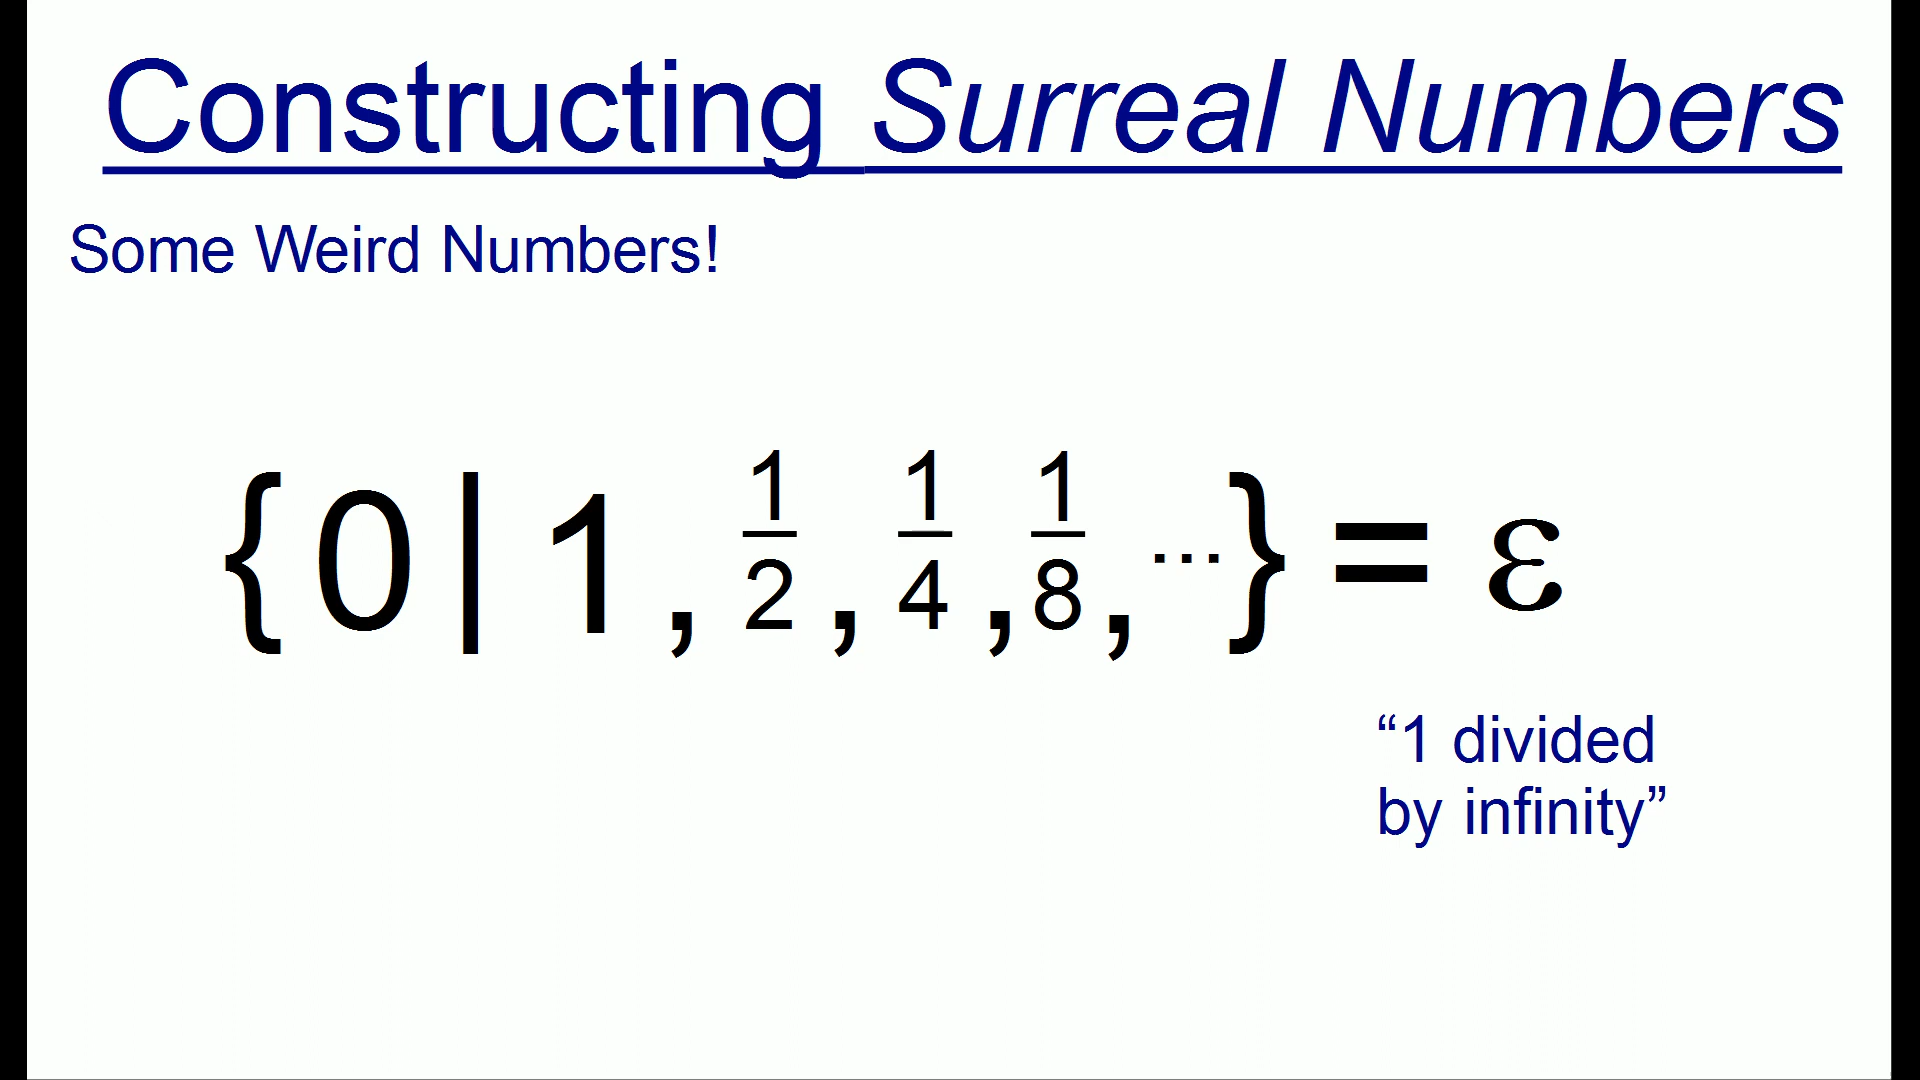 Constructing Surreal Numbers
Some Weird Numbers!
{ 0 | 1, 1/2, 1/4, 1/8, ... } = ε
“1 divided
by infinity”